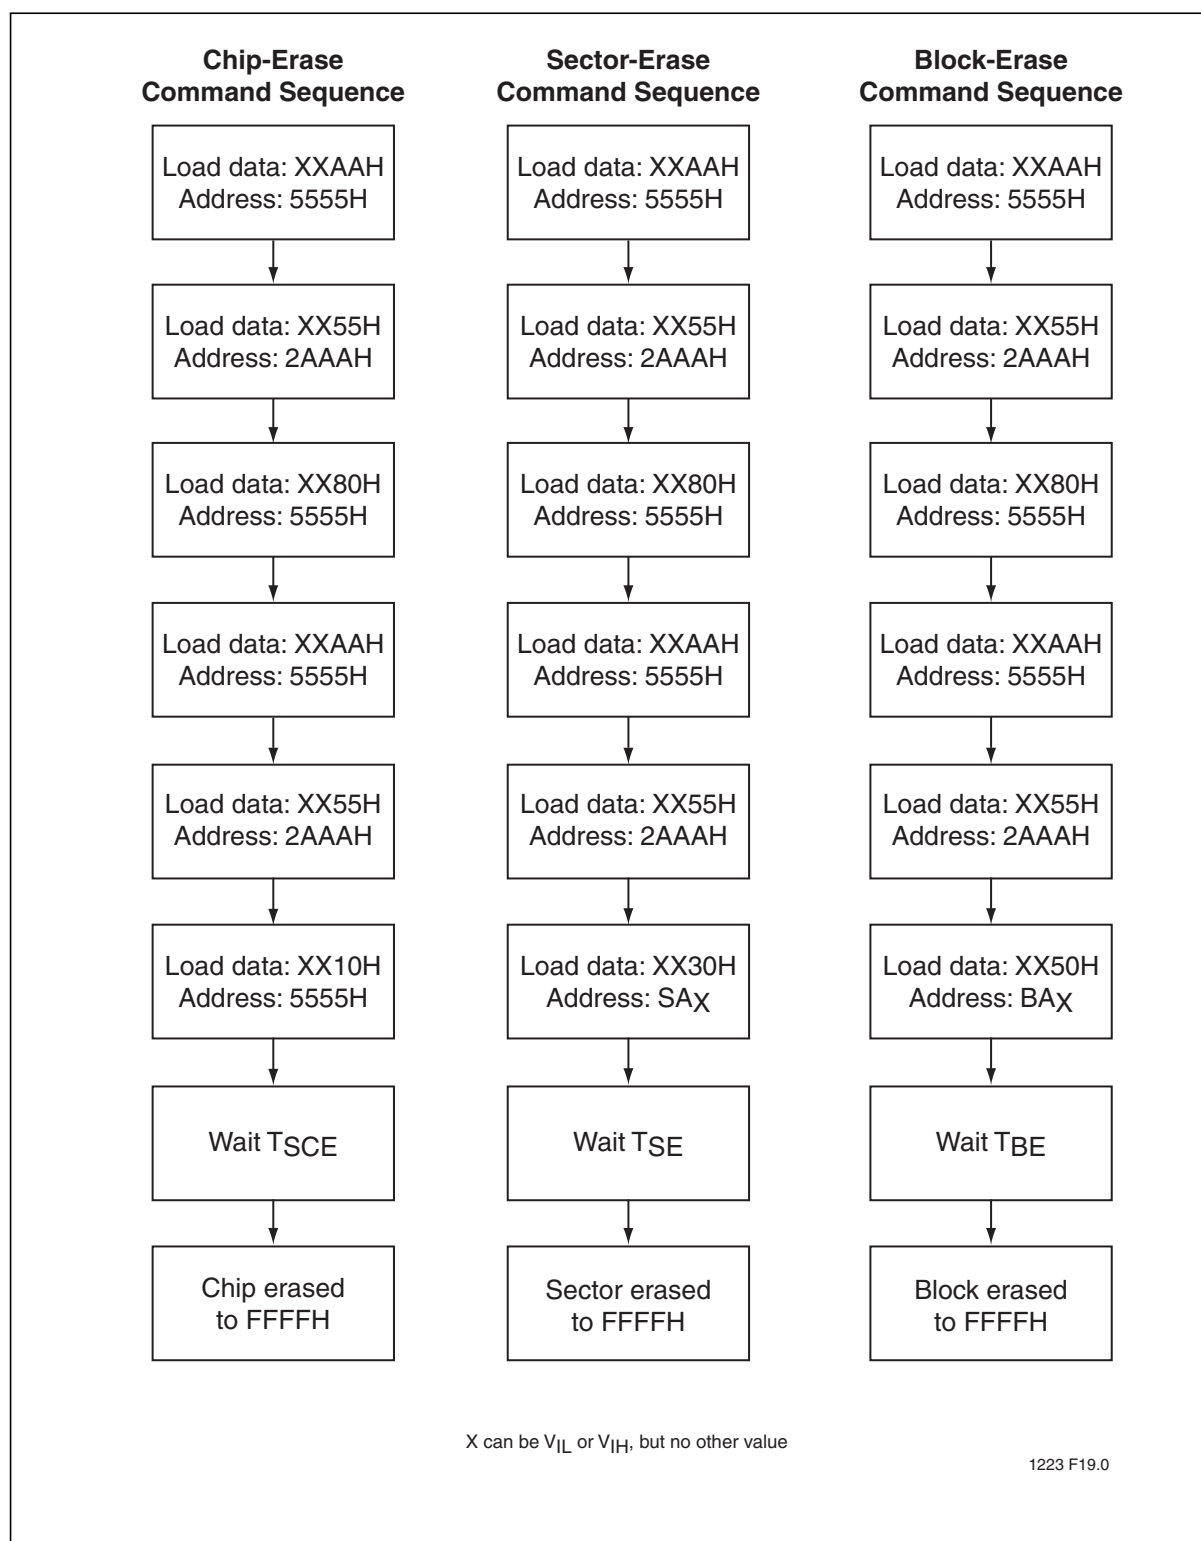 Chip-Erase
Command Sequence
Load data: XXAAH
Address: 5555H
Load data: XX55H
Address: 2AAAH
Load data: XX80H
Address: 5555H
Load data: XXAAH
Address: 5555H
Load data: XX55H
Address: 2AAAH
Load data: XX10H
Address: 5555H
Wait TSCE
Chip erased
to FFFFH
Sector-Erase
Command Sequence
Load data: XXAAH
Address: 5555H
Load data: XX55H
Address: 2AAAH
Load data: XX80H
Address: 5555H
Load data: XXAAH
Address: 5555H
Load data: XX55H
Address: 2AAAH
Load data: XX30H
Address: SAX
Wait TSE
Sector erased
to FFFFH
Block-Erase
Command Sequence
Load data: XXAAH
Address: 5555H
Load data: XX55H
Address: 2AAAH
Load data: XX80H
Address: 5555H
Load data: XXAAH
Address: 5555H
Load data: XX55H
Address: 2AAAH
Load data: XX50H
Address: BAX
Wait TBE
Block erased
to FFFFH
X can be VIL or VIH, but no other value
1223 F19.0